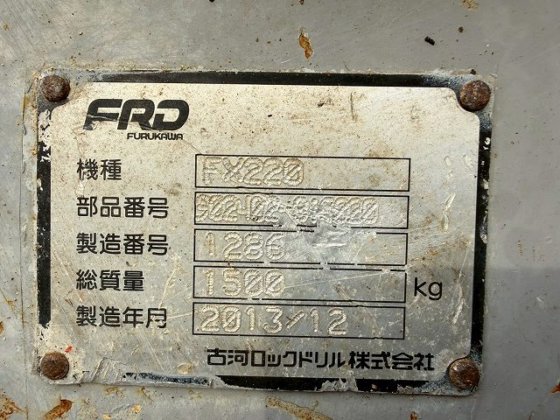 FRD
FURUKAWA
機種 FX220
部品番号
製造番号 1286
総質量 1500 kg
製造年月 2013/12
古河ロックドリル株式会社